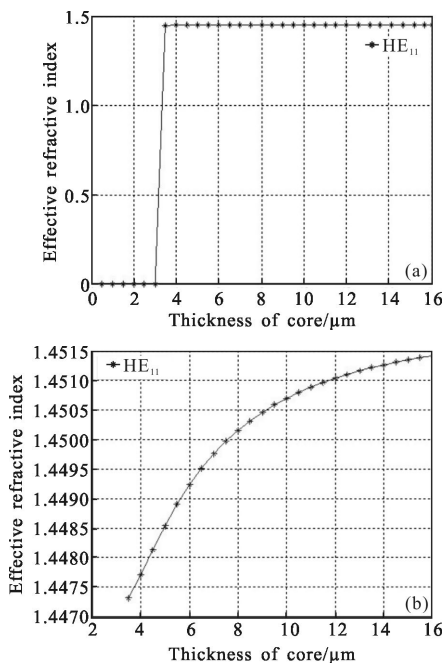 1.5
1.0
0.5
0
Effective refractive index
HE11
(a)
0 2 4 6 8 10 12 14 16
Thickness of core/μm
1.4515
1.4510
1.4505
1.4500
1.4495
1.4490
1.4485
1.4480
1.4475
1.4470
Effective refractive index
HE11
(b)
2 4 6 8 10 12 14 16
Thickness of core/μm